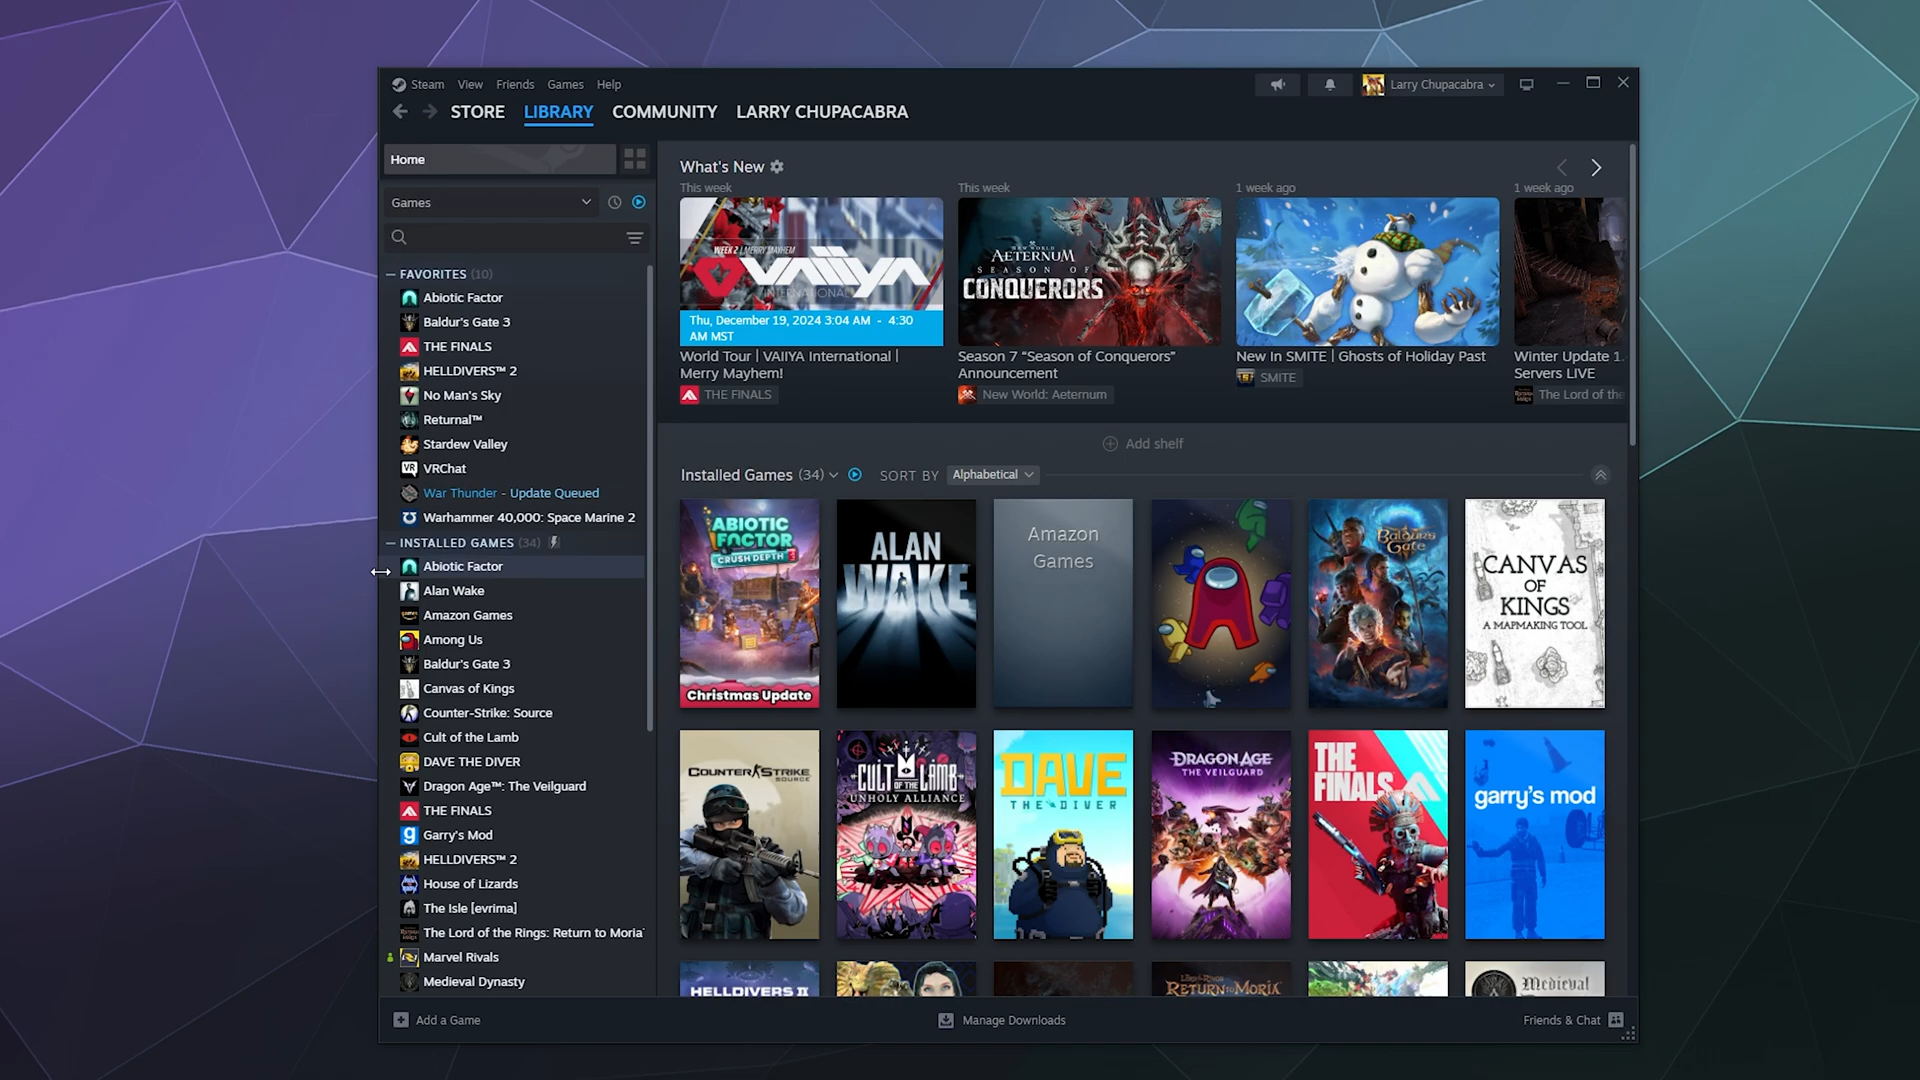 Steam View Friends Games Help
Larry Chupacabra
STORE LIBRARY COMMUNITY LARRY CHUPACABRA
Home
Games
FAVORITES (10)
Abiotic Factor
Baldur's Gate 3
THE FINALS
HELLDIVERS™ 2
No Man's Sky
Returnal™
Stardew Valley
VRChat
War Thunder - Update Queued
Warhammer 40,000: Space Marine 2
INSTALLED GAMES (34)
Abiotic Factor
Alan Wake
Amazon Games
Among Us
Baldur's Gate 3
Canvas of Kings
Counter-Strike: Source
Cult of the Lamb
DAVE THE DIVER
Dragon Age™: The Veilguard
THE FINALS
Garry's Mod
HELLDIVERS™ 2
House of Lizards
The Isle [evrima]
The Lord of the Rings: Return to Moria
Marvel Rivals
Medieval Dynasty
What's New
This week
WEEK 2 | MERRY MAYHEM
VAIIYA
INTERNATIONAL
Thu, December 19, 2024 3:04 AM - 4:30
AM MST
World Tour | VAIIYA International |
Merry Mayhem!
THE FINALS
This week
NEW WORLD
AETERNUM
SEASON OF
CONQUERORS
Season 7 “Season of Conquerors”
Announcement
New World: Aeternum
1 week ago
New In SMITE | Ghosts of Holiday Past
SMITE
1 week ago
Winter Update 1.
Servers LIVE
The Lord of the
Add shelf
Installed Games (34) SORT BY Alphabetical
ABIOTIC
FACTOR
CRUSH DEPTH
Christmas Update
ALAN
WAKE
Amazon
Games
Baldur's
Gate
CANVAS
OF
KINGS
A MAPMAKING TOOL
COUNTER STRIKE
SOURCE
CULT OF THE LAMB
UNHOLY ALLIANCE
DAVE
THE DIVER
DRAGON AGE
THE VEILGUARD
THE
FINALS
garry's mod
HELLDIVERS II
RETURN TO MORIA
Medieval
Add a Game
Manage Downloads
Friends & Chat